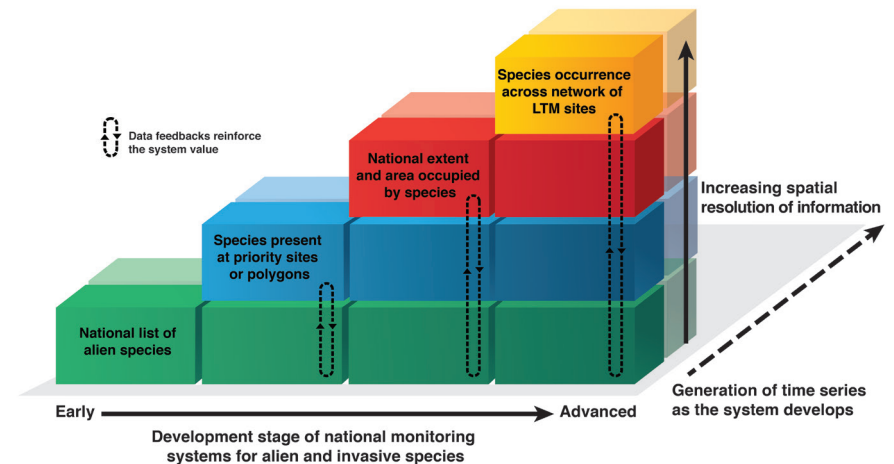 Species occurrence
across network of
LTM sites
Data feedbacks reinforce
the system value
National extent
and area occupied
by species
Increasing spatial
resolution of information
Species present
at priority sites
or polygons
National list of
alien species
Generation of time series
as the system develops
Early
Advanced
Development stage of national monitoring
systems for alien and invasive species